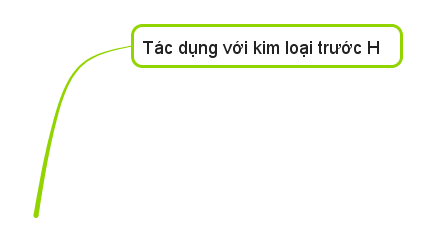 Tác dụng với kim loại trước H